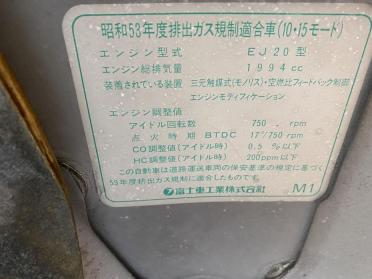 昭和53年度排出ガス規制適合車(10・15モード)
エンジン型式 EJ20型
エンジン総排気量 1994cc
装着されている装置 三元触媒式(モノリス)・空燃比フィードバック制御
エンジンモディフィケーション
エンジン調整値
アイドル回転数 750 rpm
点火時期 BTDC 17°/750 rpm
CO調整値(アイドル時) 0.5 %以下
HC調整値(アイドル時) 200ppm以下
この自動車は道路運送車両の保安基準の規定に基づく
53年度排出ガス規制に適合したものです。
富士重工業株式会社 M1